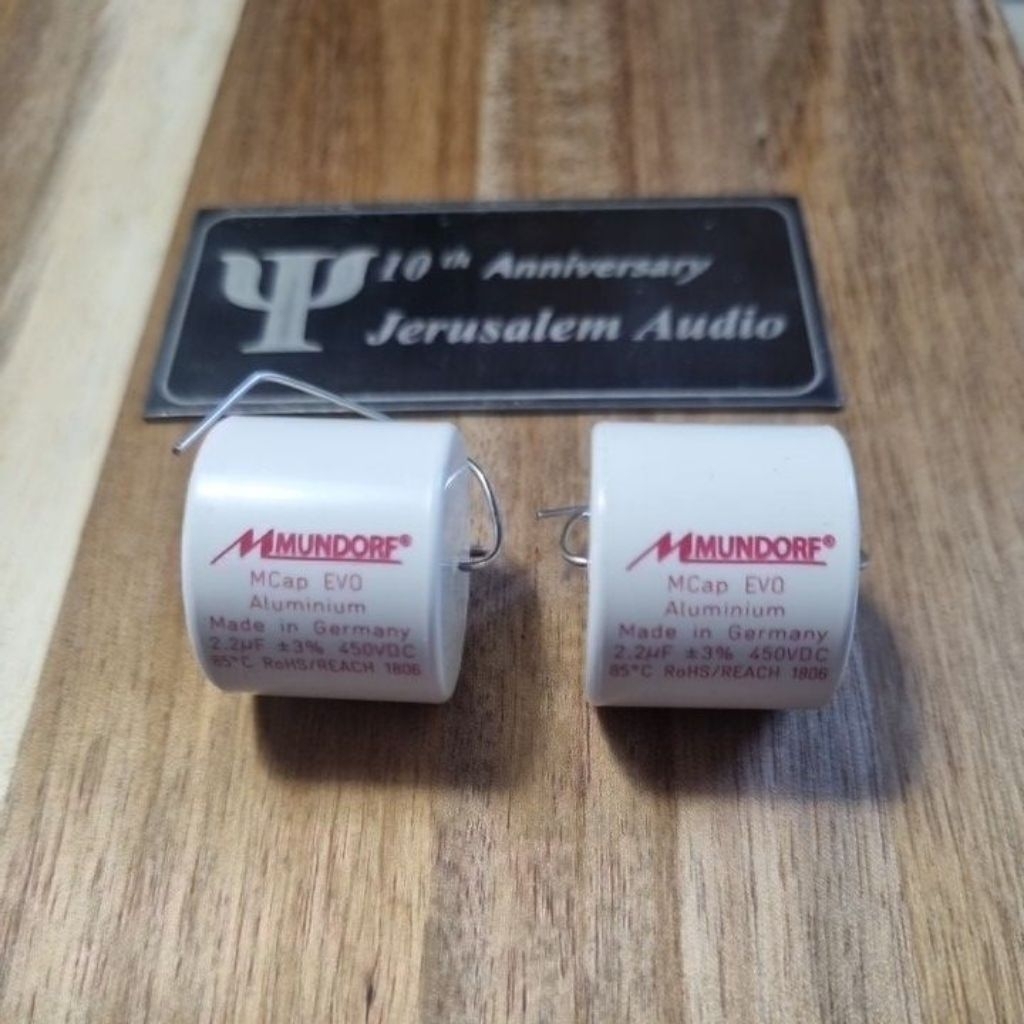 Ψ 10th Anniversary
Jerusalem Audio
MUNDORF®
MCap EVO
Aluminium
Made in Germany
2.2µF ±3% 450VDC
85°C RoHS/REACH 1806
MUNDORF®
MCap EVO
Aluminium
Made in Germany
2.2µF ±3% 450VDC
85°C RoHS/REACH 1806